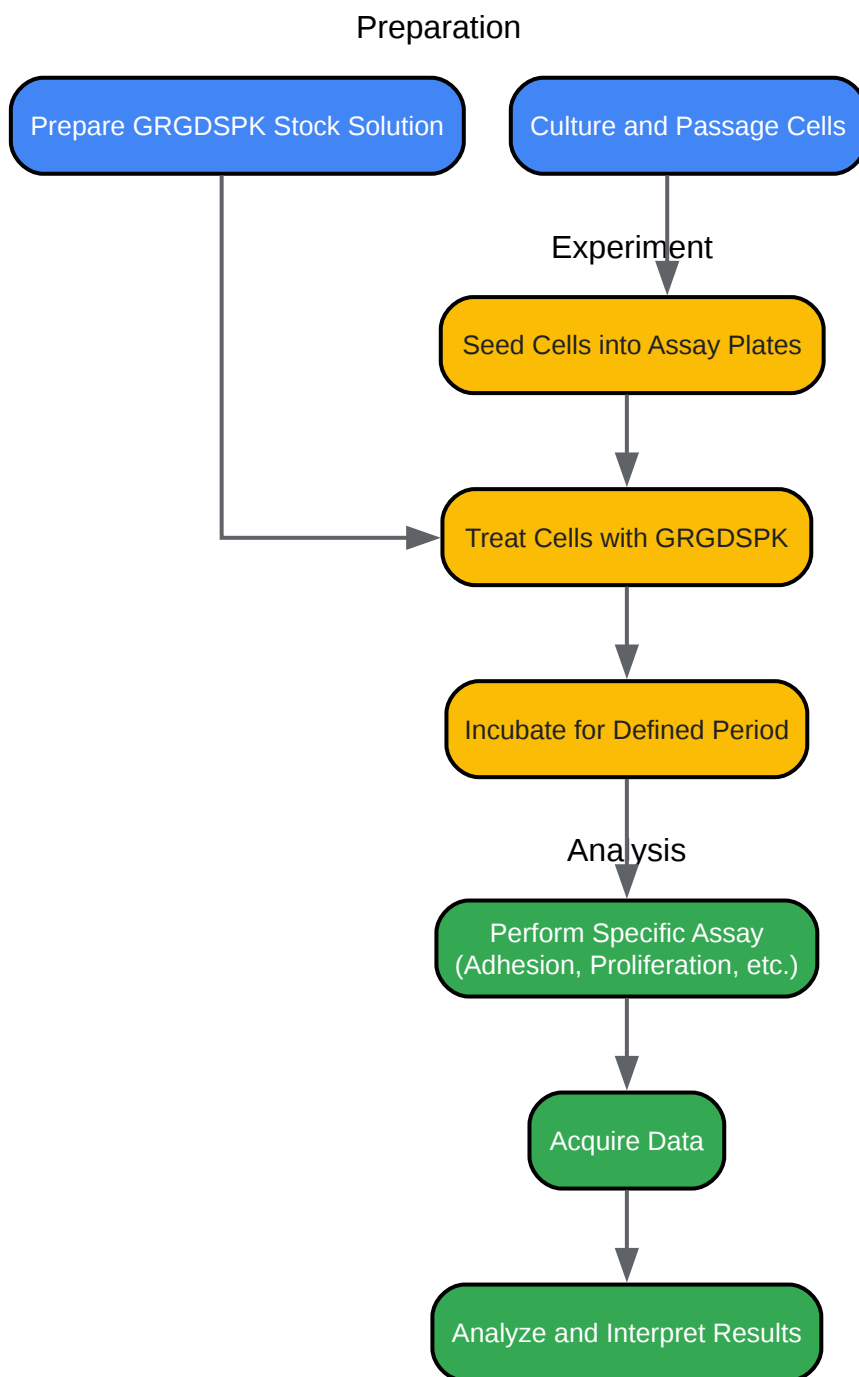 Preparation
Prepare GRGDSPK Stock Solution
Culture and Passage Cells
Experiment
Seed Cells into Assay Plates
Treat Cells with GRGDSPK
Incubate for Defined Period
Analysis
Perform Specific Assay
(Adhesion, Proliferation, etc.)
Acquire Data
Analyze and Interpret Results